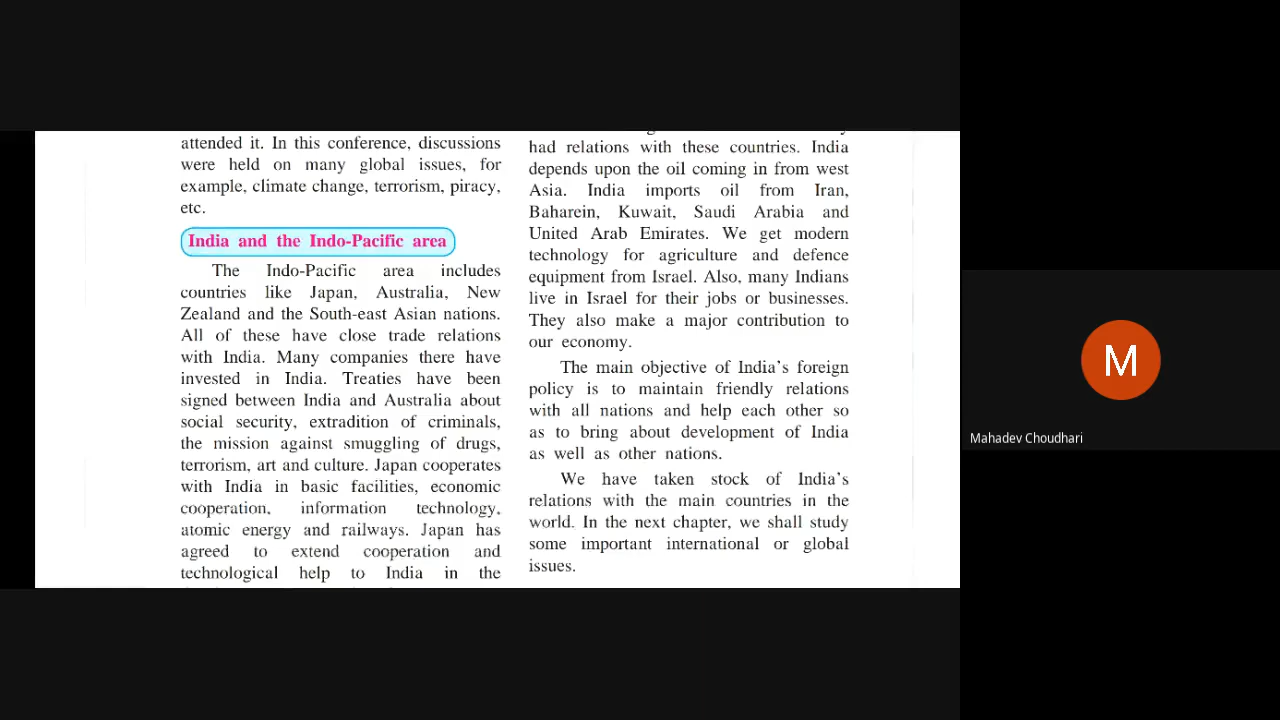 attended it. In this conference, discussions
were held on many global issues, for
example, climate change, terrorism, piracy,
etc.
India and the Indo-Pacific area
The Indo-Pacific area includes
countries like Japan, Australia, New
Zealand and the South-east Asian nations.
All of these have close trade relations
with India. Many companies there have
invested in India. Treaties have been
signed between India and Australia about
social security, extradition of criminals,
the mission against smuggling of drugs,
terrorism, art and culture. Japan cooperates
with India in basic facilities, economic
cooperation, information technology,
atomic energy and railways. Japan has
agreed to extend cooperation and
technological help to India in the
had relations with these countries. India
depends upon the oil coming in from west
Asia. India imports oil from Iran,
Baharein, Kuwait, Saudi Arabia and
United Arab Emirates. We get modern
technology for agriculture and defence
equipment from Israel. Also, many Indians
live in Israel for their jobs or businesses.
They also make a major contribution to
our economy.
The main objective of India's foreign
policy is to maintain friendly relations
with all nations and help each other so
as to bring about development of India
as well as other nations.
We have taken stock of India's
relations with the main countries in the
world. In the next chapter, we shall study
some important international or global
issues.
M
Mahadev Choudhari